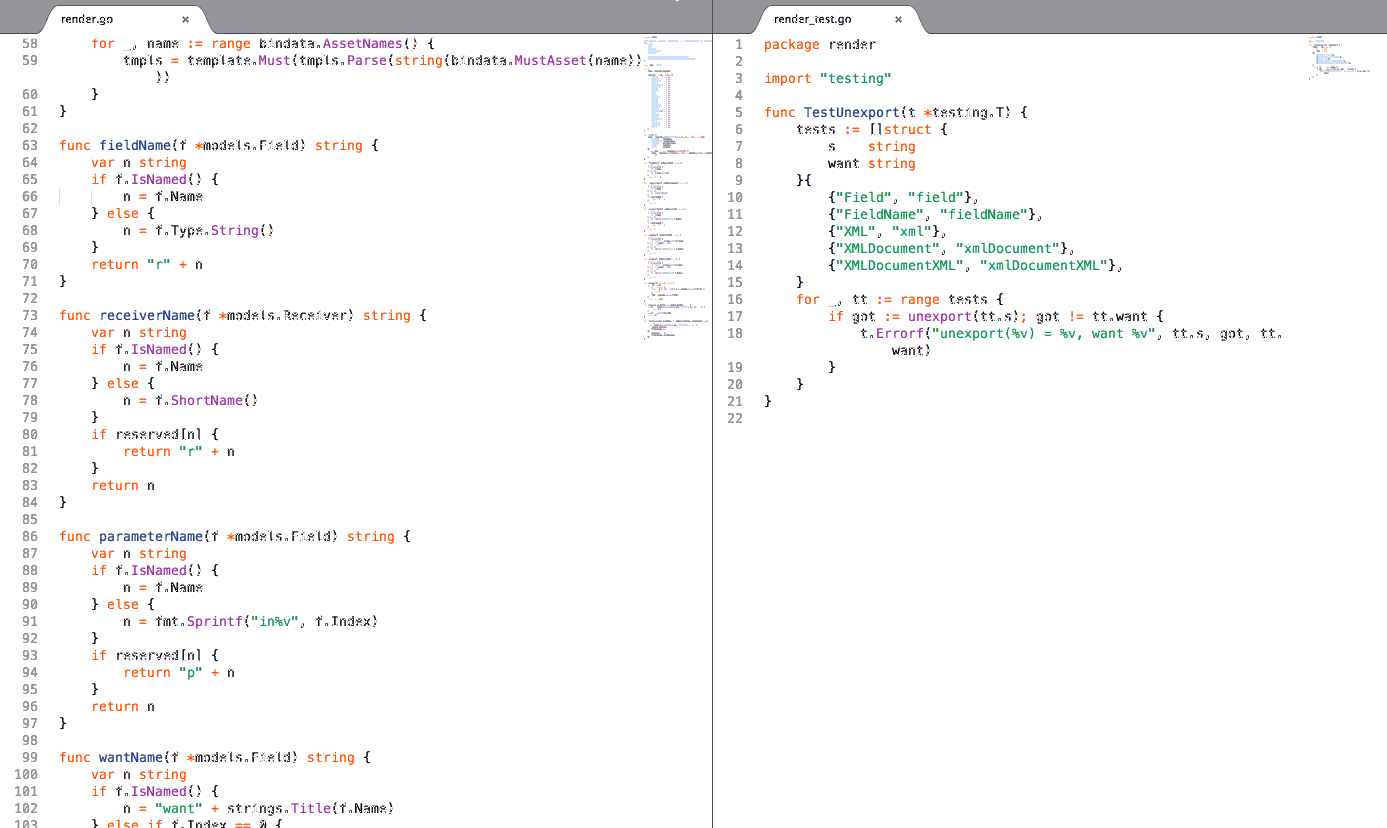 render.go ×
58 for _, name := range bindata.AssetNames() {
59 tmpls = template.Must(tmpls.Parse(string(bindata.MustAsset(name))
))
60 }
61 }
62
63 func fieldName(f *models.Field) string {
64 var n string
65 if f.IsNamed() {
66 n = f.Name
67 } else {
68 n = f.Type.String()
69 }
70 return "r" + n
71 }
72
73 func receiverName(f *models.Receiver) string {
74 var n string
75 if f.IsNamed() {
76 n = f.Name
77 } else {
78 n = f.ShortName()
79 }
80 if reserved[n] {
81 return "r" + n
82 }
83 return n
84 }
85
86 func parameterName(f *models.Field) string {
87 var n string
88 if f.IsNamed() {
89 n = f.Name
90 } else {
91 n = fmt.Sprintf("in%v", f.Index)
92 }
93 if reserved[n] {
94 return "p" + n
95 }
96 return n
97 }
98
99 func wantName(f *models.Field) string {
100 var n string
101 if f.IsNamed() {
102 n = "want" + strings.Title(f.Name)
103 } else if f.Index == 0 {
render_test.go ×
1 package render
2
3 import "testing"
4
5 func TestUnexport(t *testing.T) {
6 tests := []struct {
7 s string
8 want string
9 }{
10 {"Field", "field"},
11 {"FieldName", "fieldName"},
12 {"XML", "xml"},
13 {"XMLDocument", "xmlDocument"},
14 {"XMLDocumentXML", "xmlDocumentXML"},
15 }
16 for _, tt := range tests {
17 if got := unexport(tt.s); got != tt.want {
18 t.Errorf("unexport(%v) = %v, want %v", tt.s, got, tt.
want)
19 }
20 }
21 }
22